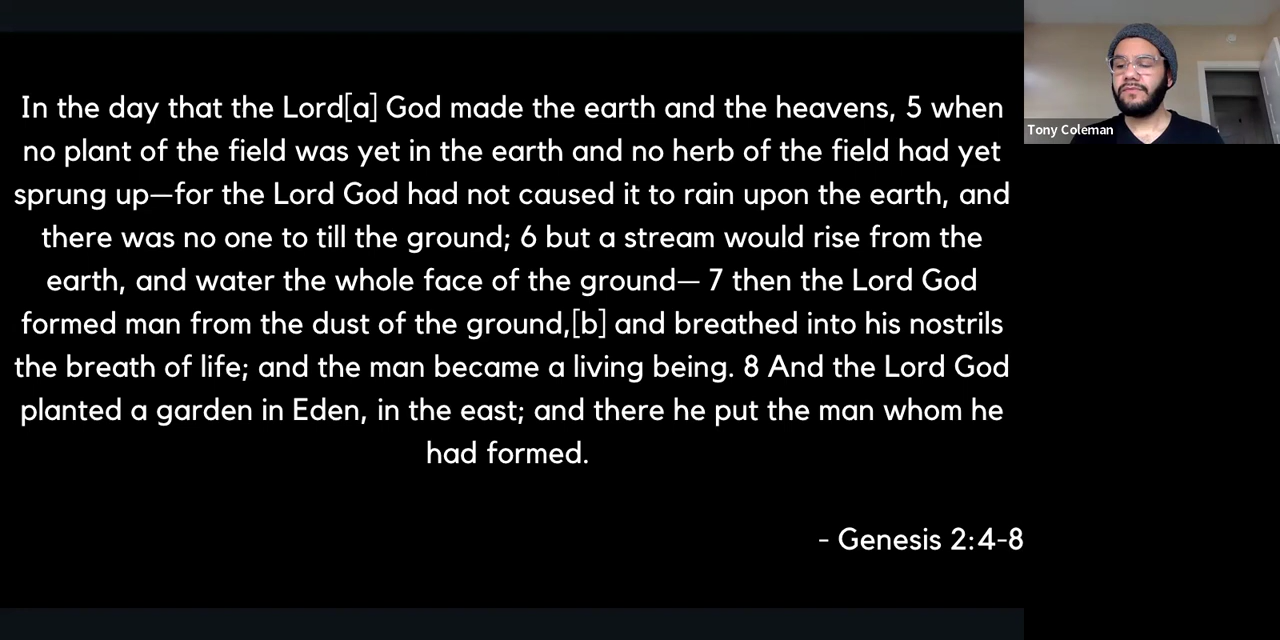 In the day that the Lord[a] God made the earth and the heavens, 5 when
no plant of the field was yet in the earth and no herb of the field had yet
sprung up—for the Lord God had not caused it to rain upon the earth, and
there was no one to till the ground; 6 but a stream would rise from the
earth, and water the whole face of the ground— 7 then the Lord God
formed man from the dust of the ground,[b] and breathed into his nostrils
the breath of life; and the man became a living being. 8 And the Lord God
planted a garden in Eden, in the east; and there he put the man whom he
had formed.
- Genesis 2:4-8
Tony Coleman